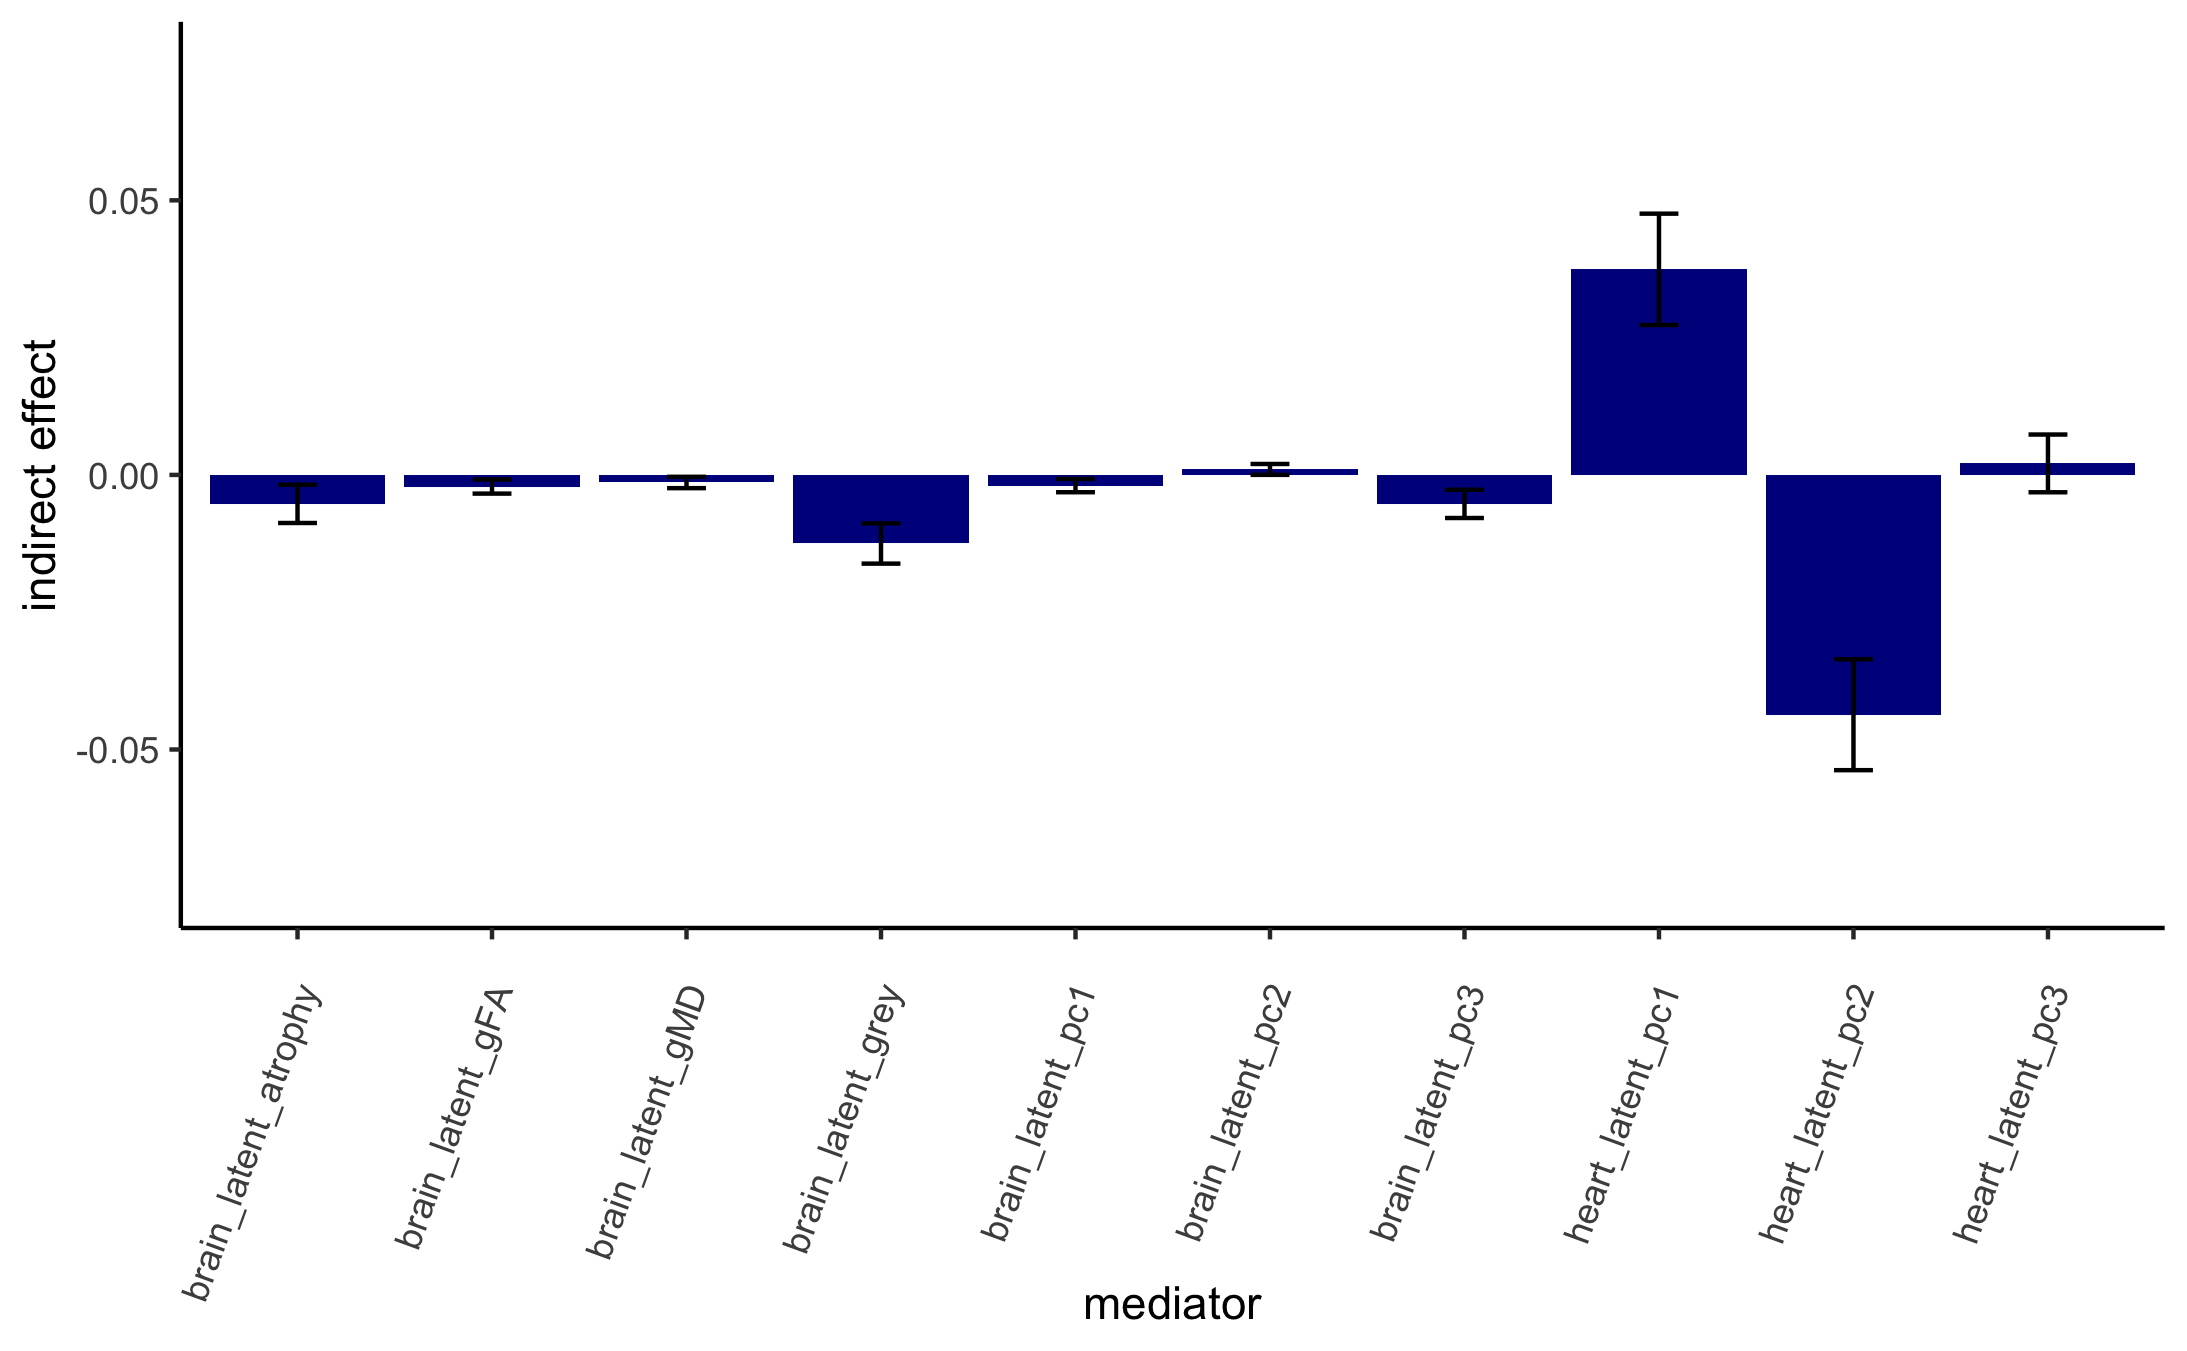 indirect effect
0.05
0.00
-0.05
brain_latent_atrophy
brain_latent_gFA
brain_latent_gMD
brain_latent_grey
brain_latent_pc1
brain_latent_pc2
brain_latent_pc3
heart_latent_pc1
heart_latent_pc2
heart_latent_pc3
mediator